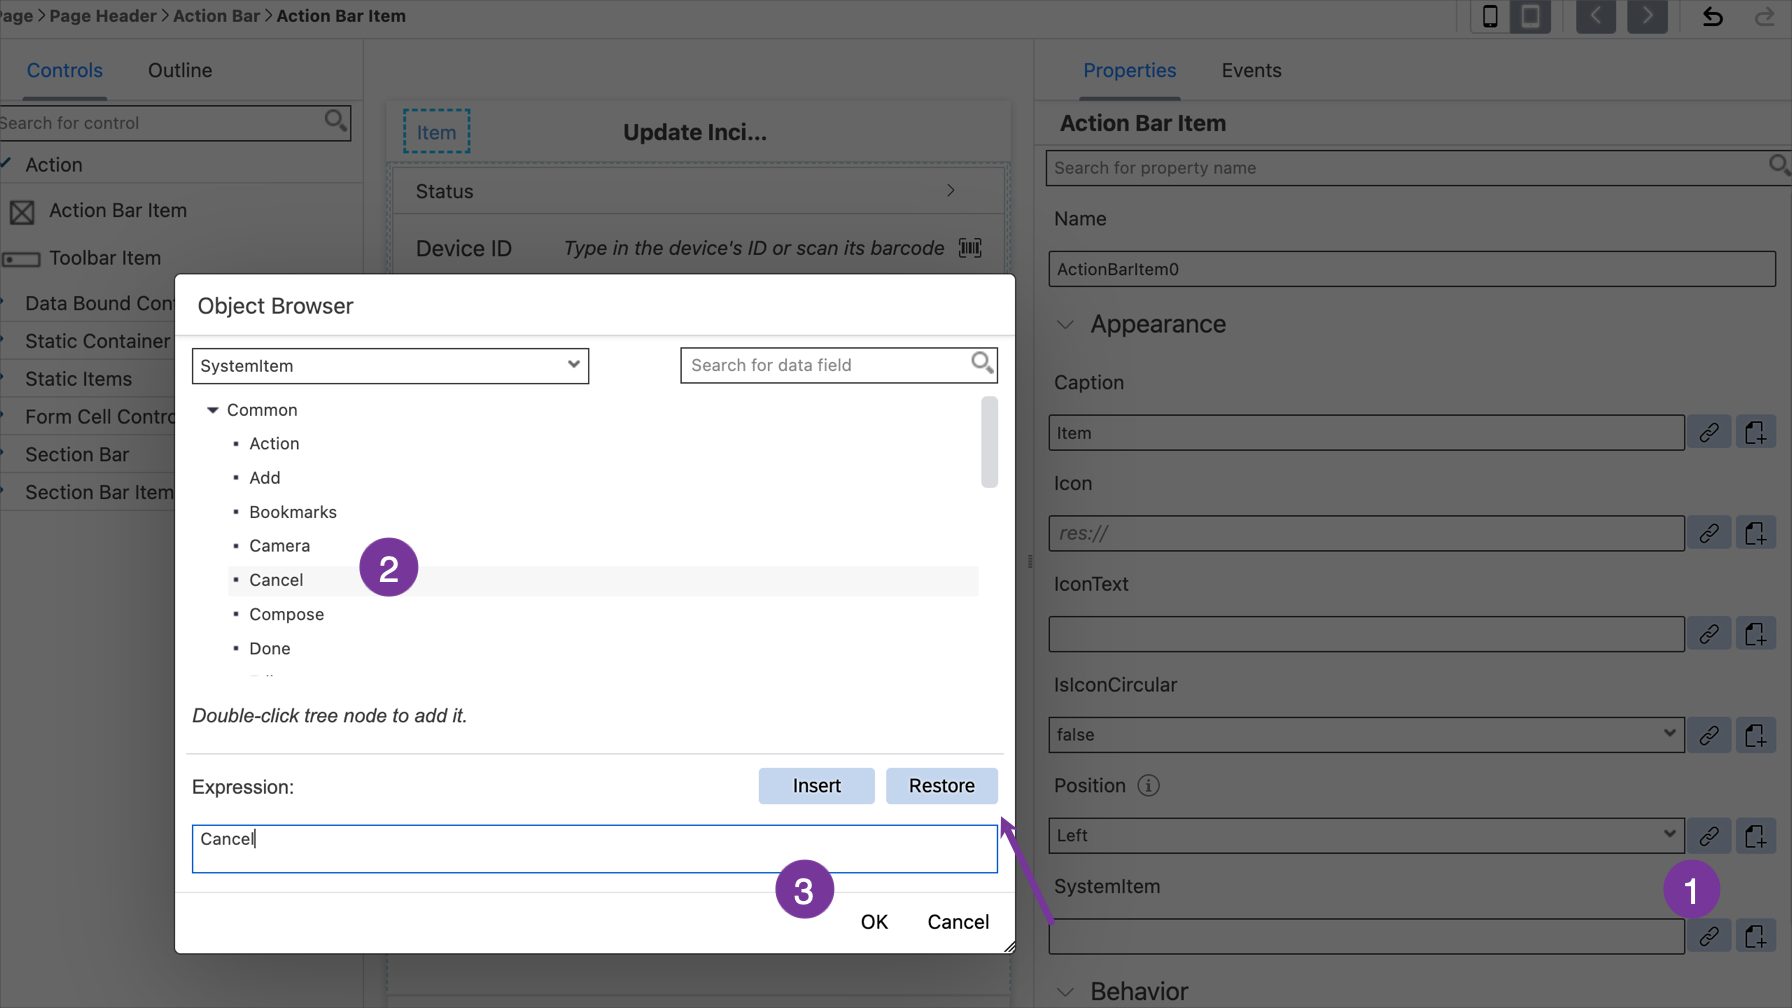 Page > Page Header > Action Bar > Action Bar Item
Controls
Outline
Search for control
Action
Action Bar Item
Toolbar Item
Data Bound Con
Static Container
Static Items
Form Cell Contro
Section Bar
Section Bar Item
Item
Update Inci...
Status
Device ID
Type in the device's ID or scan its barcode
Object Browser
SystemItem
Search for data field
Common
Action
Add
Bookmarks
Camera
Cancel
2
Compose
Done
Double-click tree node to add it.
Expression:
Insert
Restore
Cancel
3
OK
Cancel
Properties
Events
Action Bar Item
Search for property name
Name
ActionBarItem0
Appearance
Caption
Item
Icon
res://
IconText
IsIconCircular
false
Position
Left
SystemItem
1
Behavior